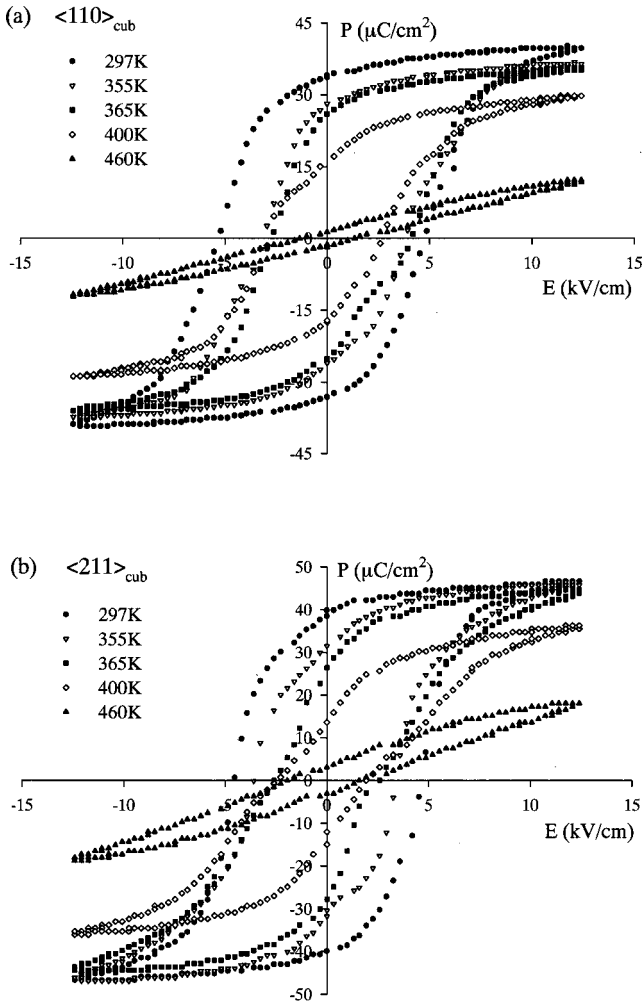 (a) <110>cub
P (μC/cm²)
297K
355K
365K
400K
460K
45
30
15
0
-15
-30
-45
-15 -10 -5 0 5 10 15
E (kV/cm)
(b) <211>cub
P (μC/cm²)
297K
355K
365K
400K
460K
50
40
30
20
10
0
-10
-20
-30
-40
-50
-15 -10 -5 0 5 10 15
E (kV/cm)